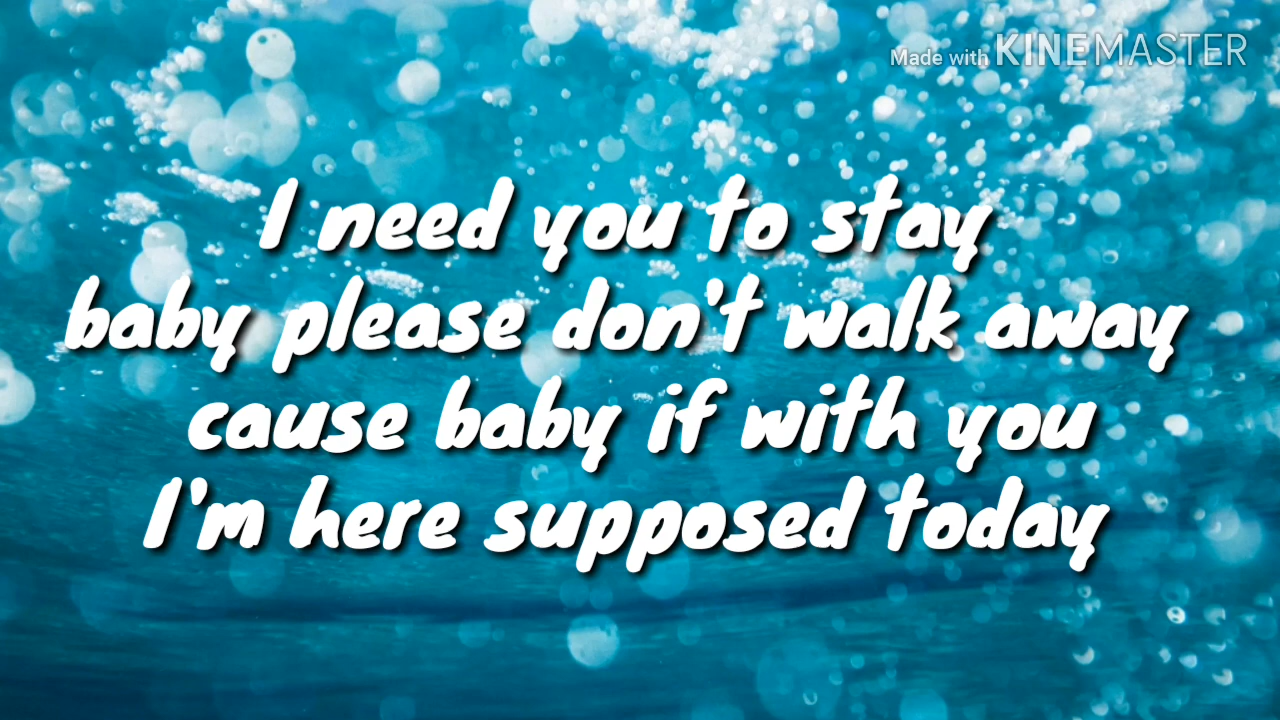 Made with KINEMASTER
I need you to stay
baby please don't walk away
cause baby if with you
I'm here supposed today